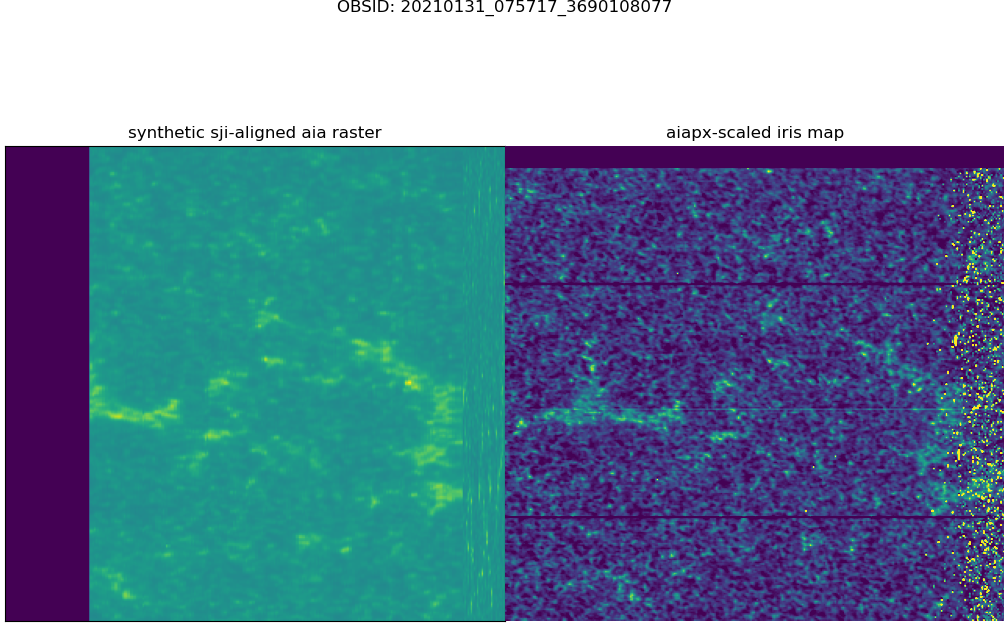 OBSID: 20210131_075717_3690108077
synthetic sji-aligned aia raster
aiapx-scaled iris map